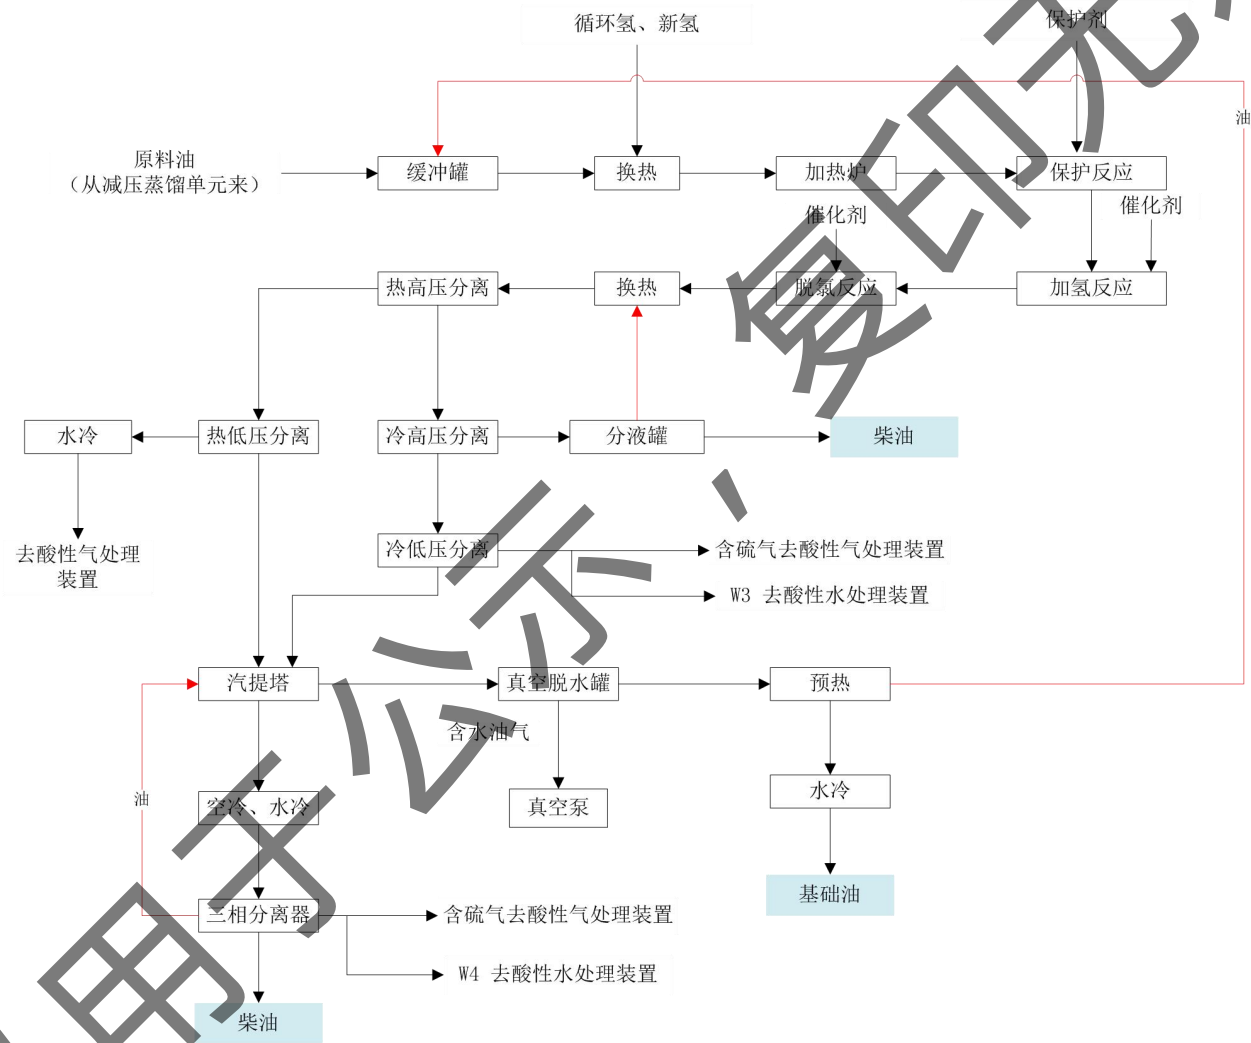 循环氢、新氢
保护剂
油
原料油
（从减压蒸馏单元来）
缓冲罐
换热
加热炉
保护反应
催化剂
催化剂
热高压分离
换热
脱氯反应
加氢反应
水冷
热低压分离
冷高压分离
分液罐
柴油
去酸性气处理
装置
冷低压分离
含硫气去酸性气处理装置
W3 去酸性水处理装置
汽提塔
真空脱水罐
预热
含水油气
油
空冷、水冷
真空泵
水冷
三相分离器
含硫气去酸性气处理装置
基础油
W4 去酸性水处理装置
柴油
用于公示、复印无